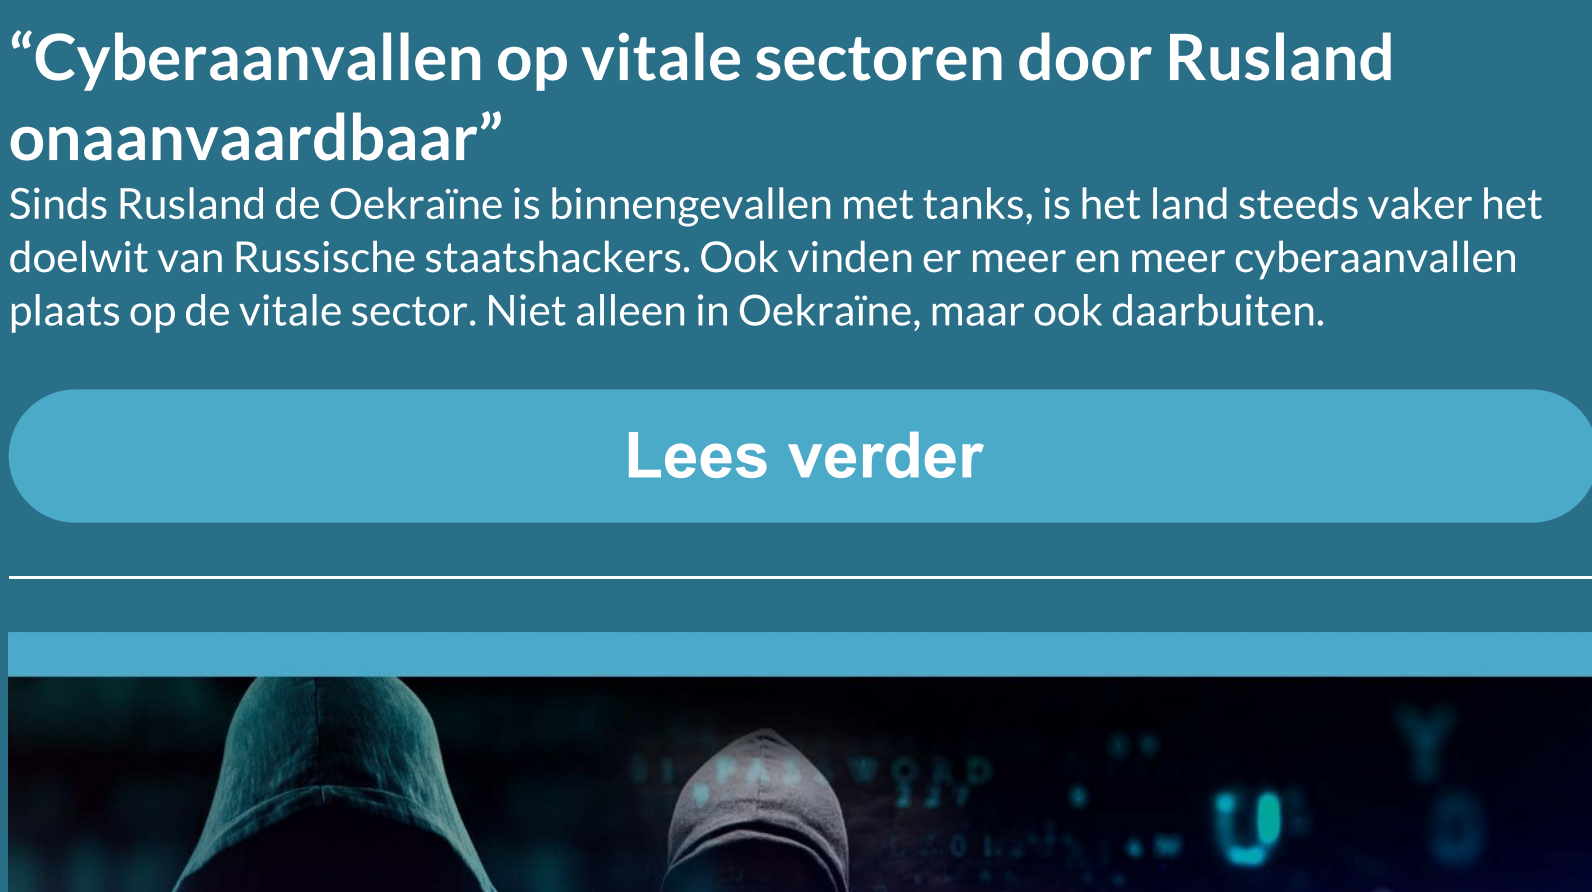 “Cyberaanvallen op vitale sectoren door Rusland
onaanvaardbaar”
Sinds Rusland de Oekraïne is binnengevallen met tanks, is het land steeds vaker het
doelwit van Russische staatshackers. Ook vinden er meer en meer cyberaanvallen
plaats op de vitale sector. Niet alleen in Oekraïne, maar ook daarbuiten.
Lees verder
Y
U